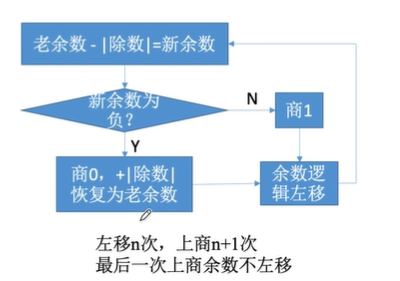 老余数 - |除数|=新余数
新余数为
负?
N
商1
Y
商0，+|除数|
恢复为老余数
余数逻
辑左移
左移n次，上商n+1次
最后一次上商余数不左移